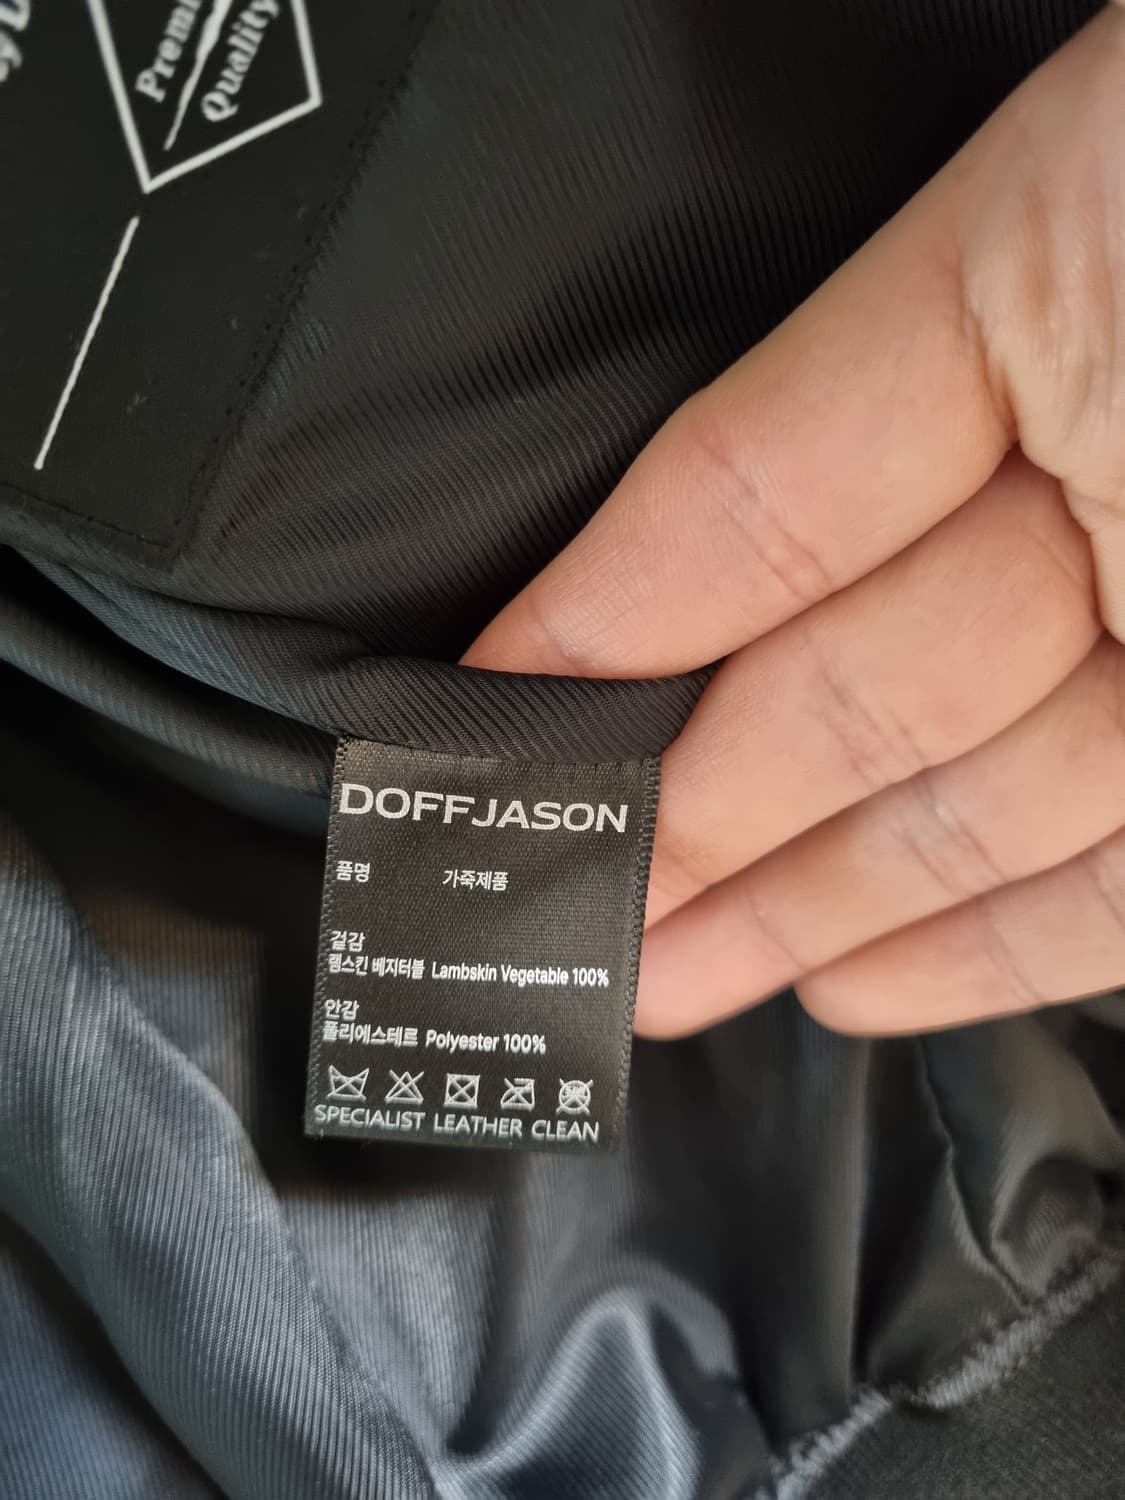 Quality
DOFFJASON
품명 가죽제품
겉감
램스킨 베지터블 Lambskin Vegetable 100%
안감
폴리에스테르 Polyester 100%
SPECIALIST LEATHER CLEAN